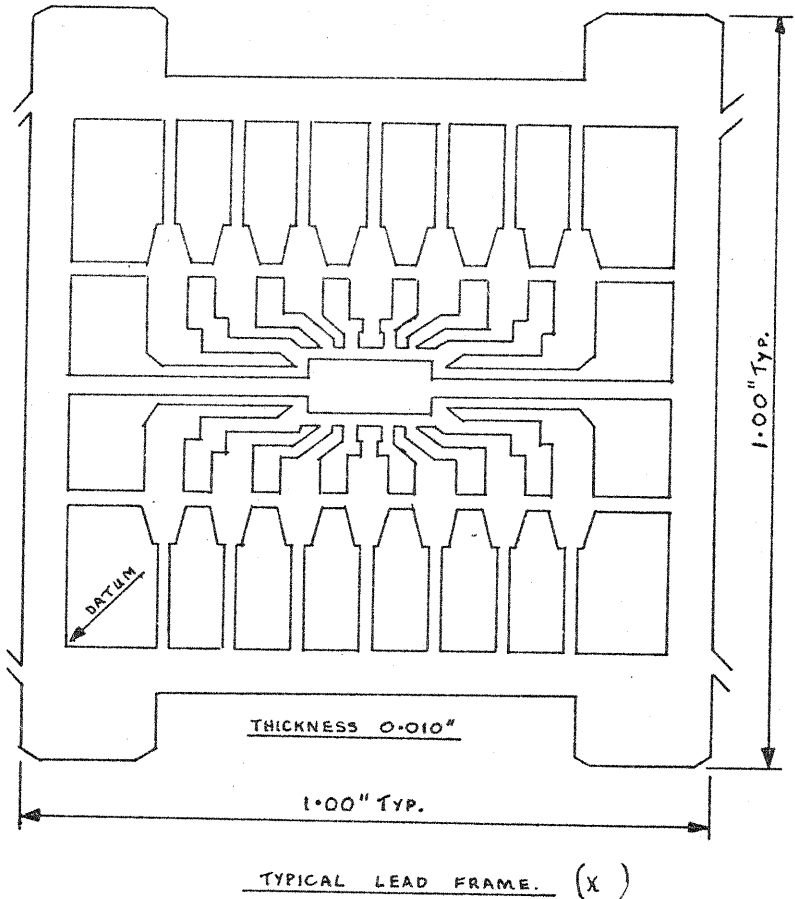 1.00" TYP.
DATUM
THICKNESS 0.010"
1.00" TYP.
TYPICAL LEAD FRAME. (X )